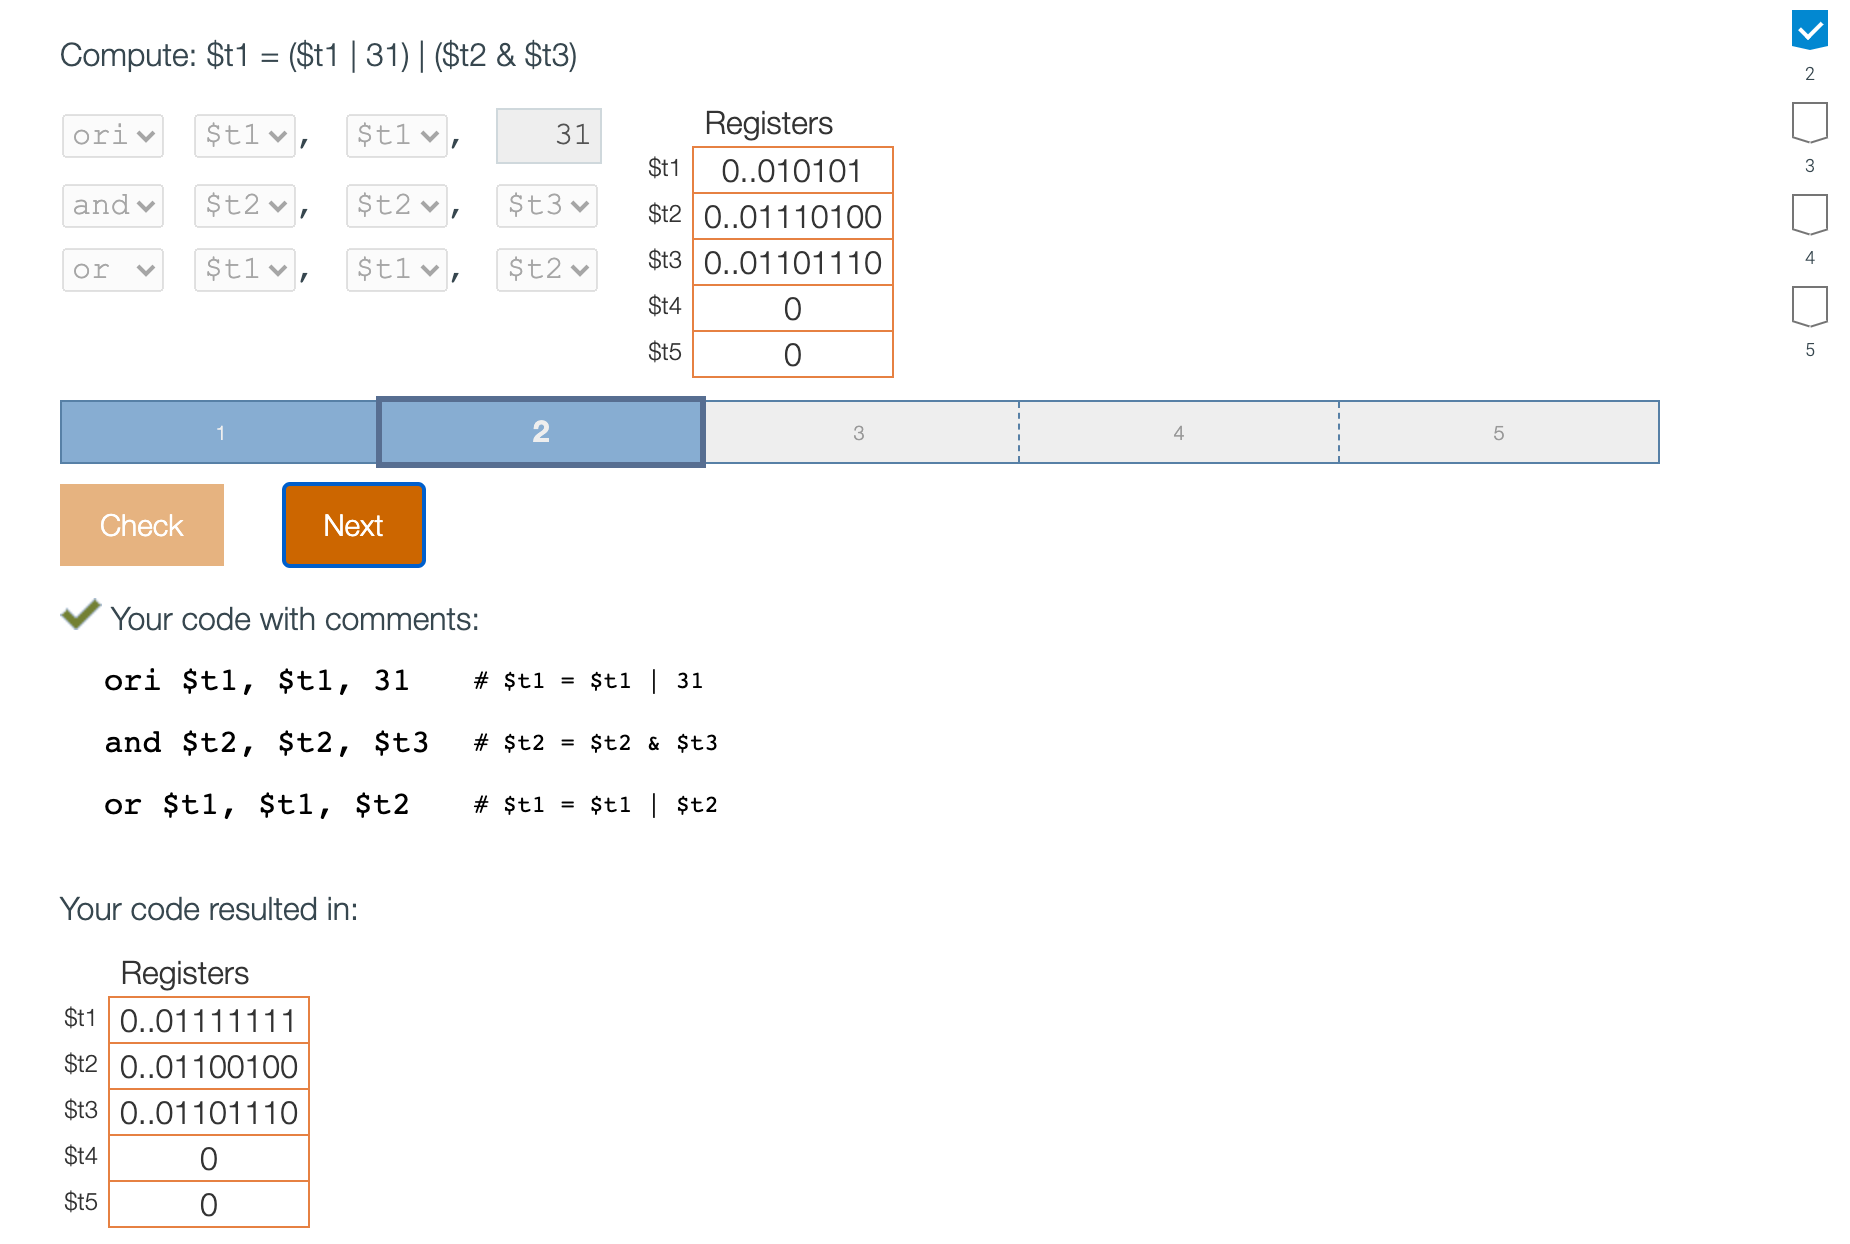 Compute: $t1 = ($t1 | 31) | ($t2 & $t3)
ori $t1, $t1, 31
and $t2, $t2, $t3
or $t1, $t1, $t2
Registers
$t1 0..010101
$t2 0..01110100
$t3 0..01101110
$t4 0
$t5 0
2
3
4
5
1 2 3 4 5
Check Next
Your code with comments:
ori $t1, $t1, 31 # $t1 = $t1 | 31
and $t2, $t2, $t3 # $t2 = $t2 & $t3
or $t1, $t1, $t2 # $t1 = $t1 | $t2
Your code resulted in:
Registers
$t1 0..01111111
$t2 0..01100100
$t3 0..01101110
$t4 0
$t5 0